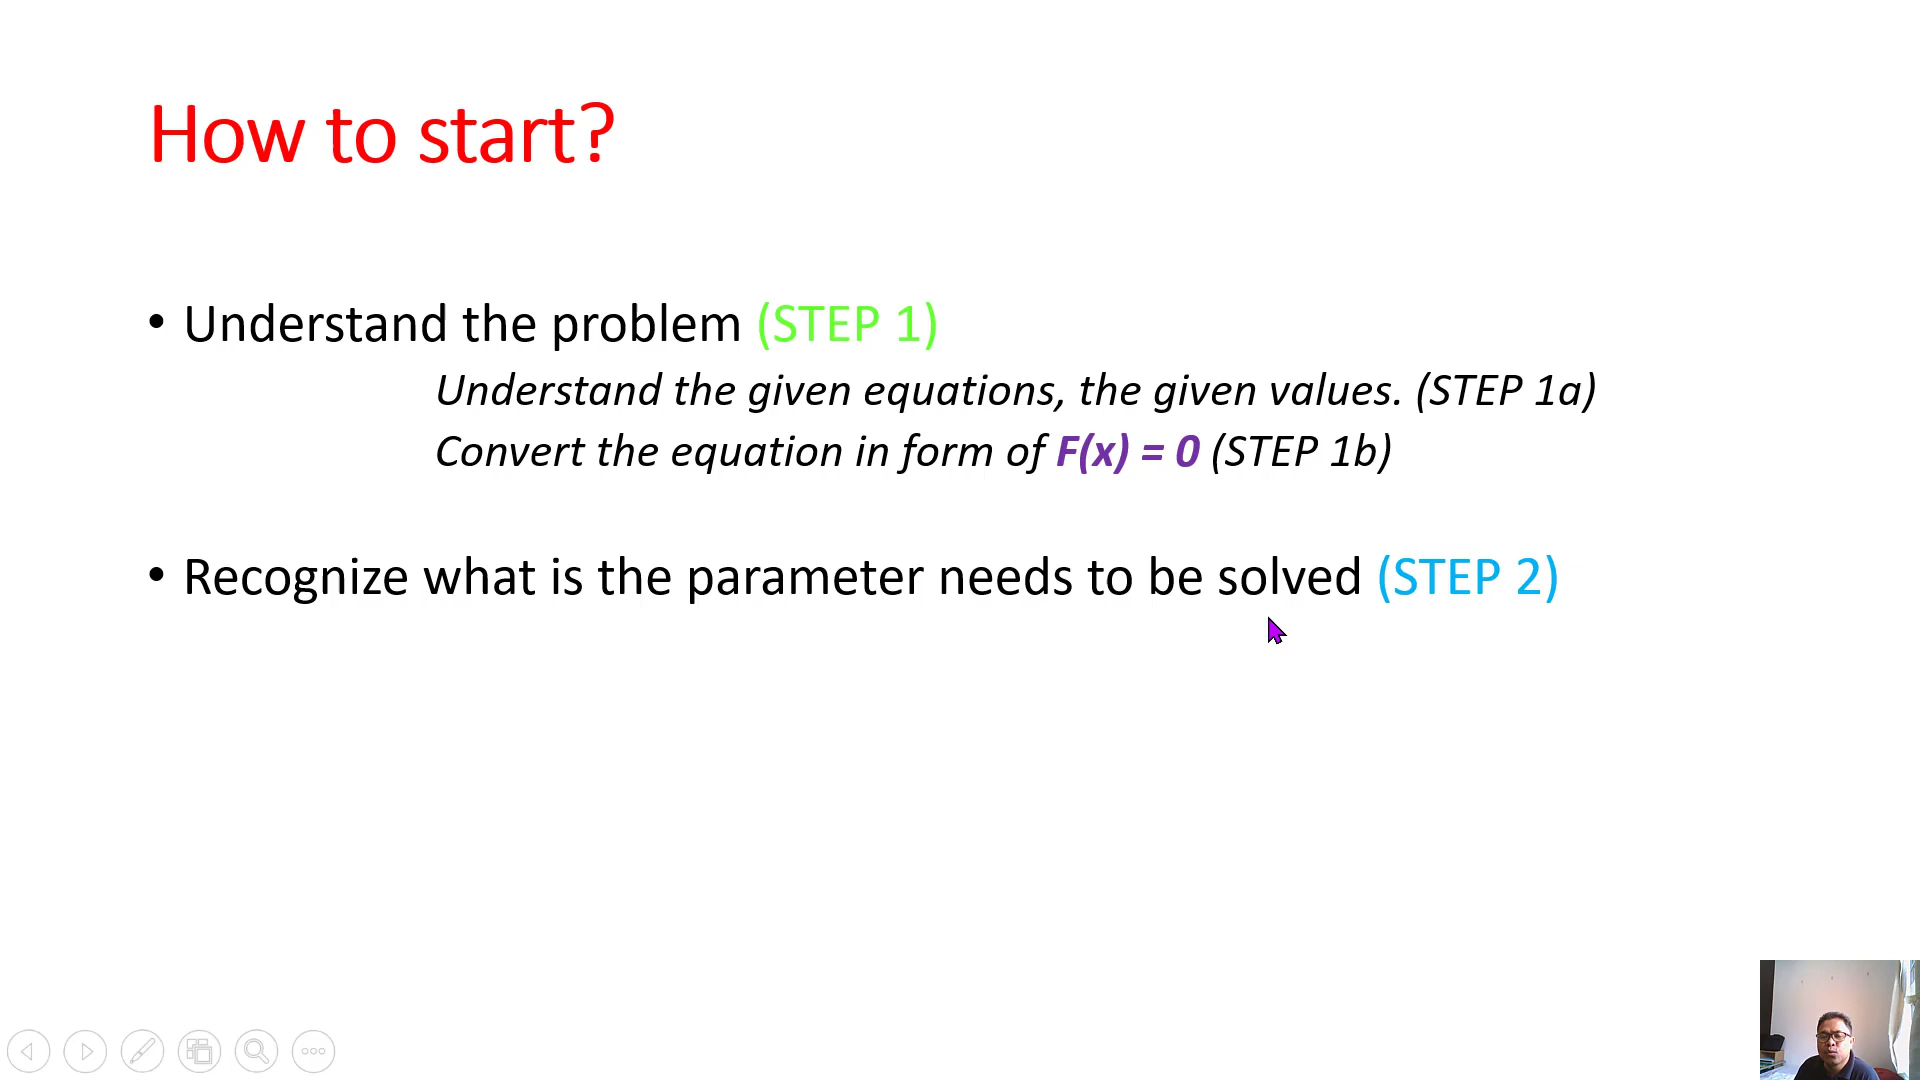 How to start?
• Understand the problem (STEP 1)
Understand the given equations, the given values. (STEP 1a)
Convert the equation in form of F(x) = 0 (STEP 1b)
• Recognize what is the parameter needs to be solved (STEP 2)